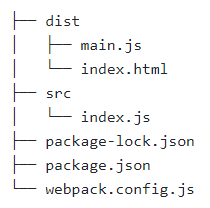 ├── dist
│   ├── main.js
│   └── index.html
├── src
│   └── index.js
├── package-lock.json
├── package.json
└── webpack.config.js